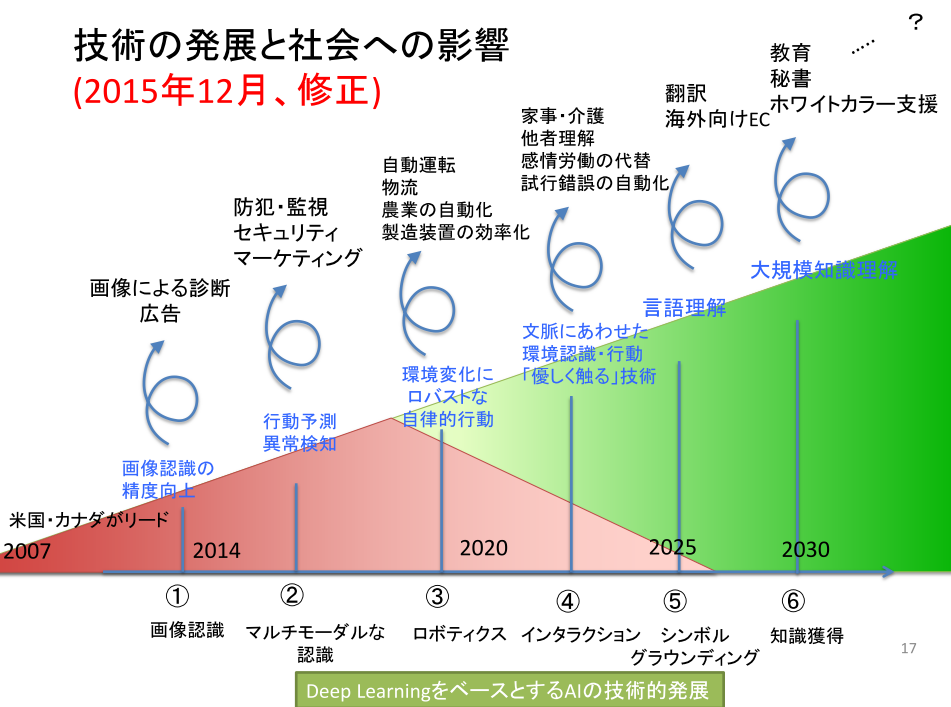 技術の発展と社会への影響
(2015年12月、修正)
?
.....
教育
秘書
ホワイトカラー支援
翻訳
海外向けEC
家事・介護
他者理解
感情労働の代替
試行錯誤の自動化
自動運転
物流
農業の自動化
製造装置の効率化
防犯・監視
セキュリティ
マーケティング
画像による診断
広告
大規模知識理解
言語理解
文脈にあわせた
環境認識・行動
「優しく触る」技術
環境変化に
ロバストな
自律的行動
行動予測
異常検知
画像認識の
精度向上
米国・カナダがリード
2007
2014
2020
2025
2030
① ② ③ ④ ⑤ ⑥
画像認識
マルチモーダルな
認識
ロボティクス
インタラクション
シンボル
グラウンディング
知識獲得
17
Deep LearningをベースとするAIの技術的発展